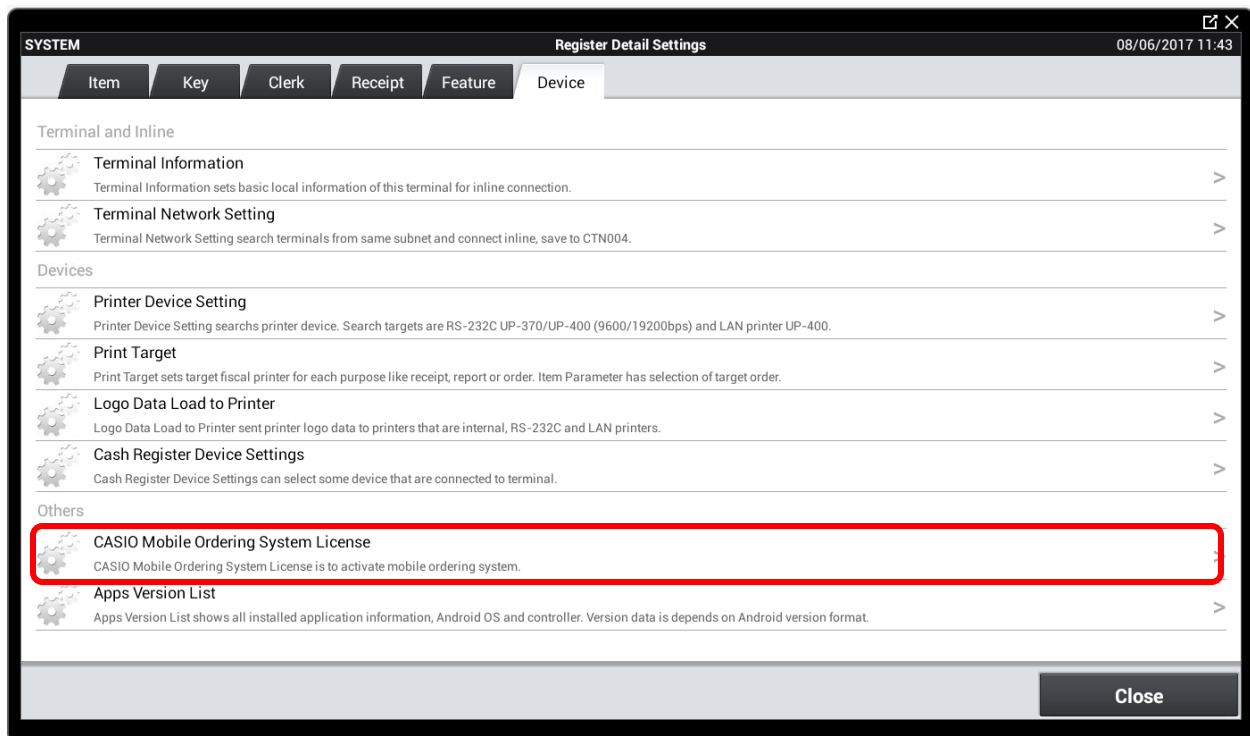 SYSTEM Register Detail Settings 08/06/2017 11:43
Item Key Clerk Receipt Feature Device
Terminal and Inline
Terminal Information
Terminal Information sets basic local information of this terminal for inline connection.
>
Terminal Network Setting
Terminal Network Setting search terminals from same subnet and connect inline, save to CTN004.
>
Devices
Printer Device Setting
Printer Device Setting searchs printer device. Search targets are RS-232C UP-370/UP-400 (9600/19200bps) and LAN printer UP-400.
>
Print Target
Print Target sets target fiscal printer for each purpose like receipt, report or order. Item Parameter has selection of target order.
>
Logo Data Load to Printer
Logo Data Load to Printer sent printer logo data to printers that are internal, RS-232C and LAN printers.
>
Cash Register Device Settings
Cash Register Device Settings can select some device that are connected to terminal.
>
Others
CASIO Mobile Ordering System License
CASIO Mobile Ordering System License is to activate mobile ordering system.
>
Apps Version List
Apps Version List shows all installed application information, Android OS and controller. Version data is depends on Android version format.
>
Close